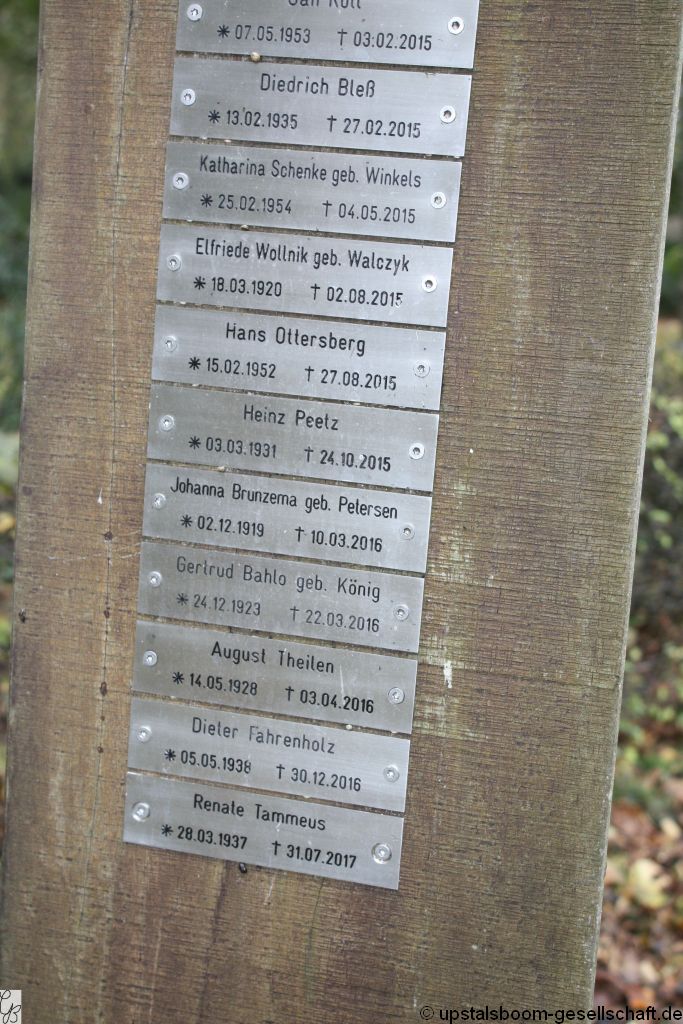 ✳ 07.05.1953 † 03.02.2015
Diedrich Bleß
✳ 13.02.1935 † 27.02.2015
Katharina Schenke geb. Winkels
✳ 25.02.1954 † 04.05.2015
Elfriede Wollnik geb. Walczyk
✳ 18.03.1920 † 02.08.2015
Hans Ottersberg
✳ 15.02.1952 † 27.08.2015
Heinz Peetz
✳ 03.03.1931 † 24.10.2015
Johanna Brunzema geb. Petersen
✳ 02.12.1919 † 10.03.2016
Gertrud Bahlo geb. König
✳ 24.12.1923 † 22.03.2016
August Theilen
✳ 14.05.1928 † 03.04.2016
Dieter Fahrenholz
✳ 05.05.1938 † 30.12.2016
Renate Tammeus
✳ 28.03.1937 † 31.07.2017
© upstalsboom-gesellschaft.de